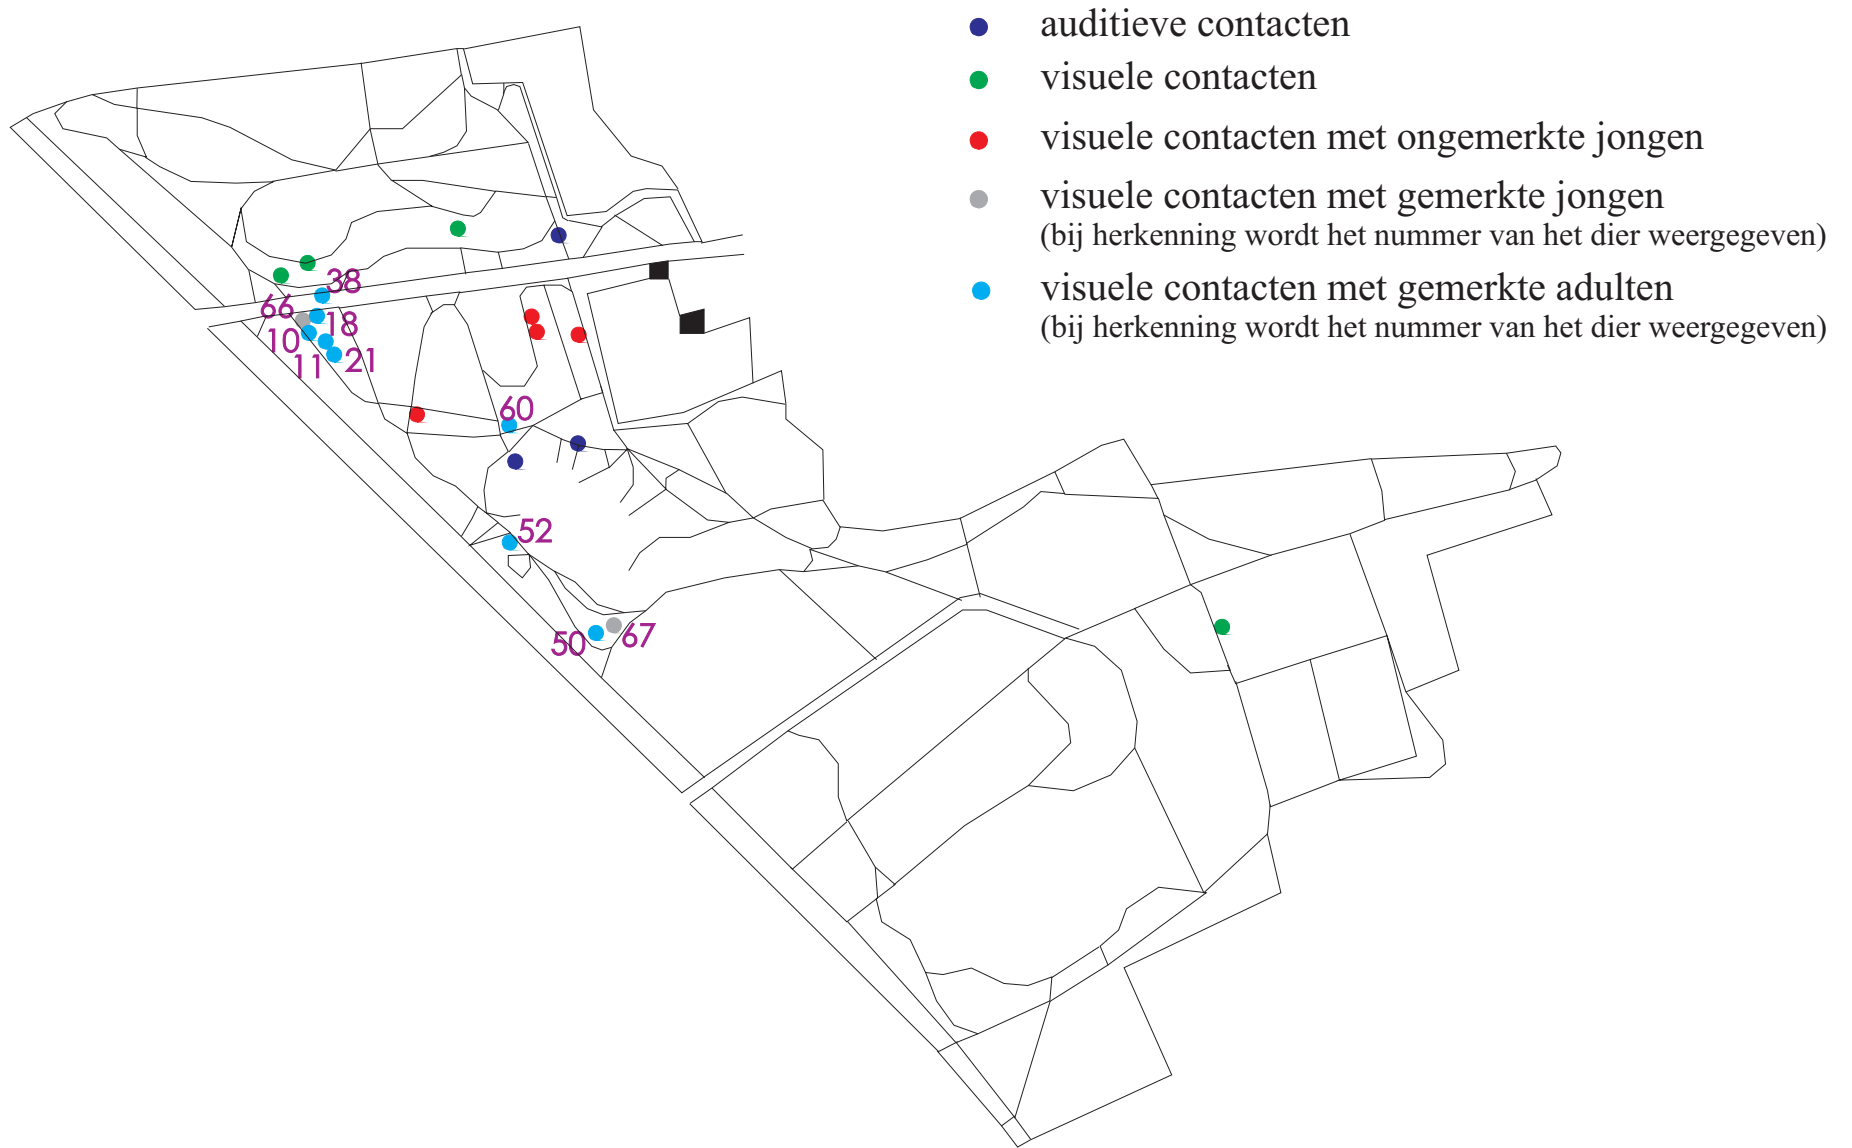 auditieve contacten
visuele contacten
visuele contacten met ongemerkte jongen
visuele contacten met gemerkte jongen
(bij herkenning wordt het nummer van het dier weergegeven)
visuele contacten met gemerkte adulten
(bij herkenning wordt het nummer van het dier weergegeven)
38
66
18
10
11
21
60
52
50
67